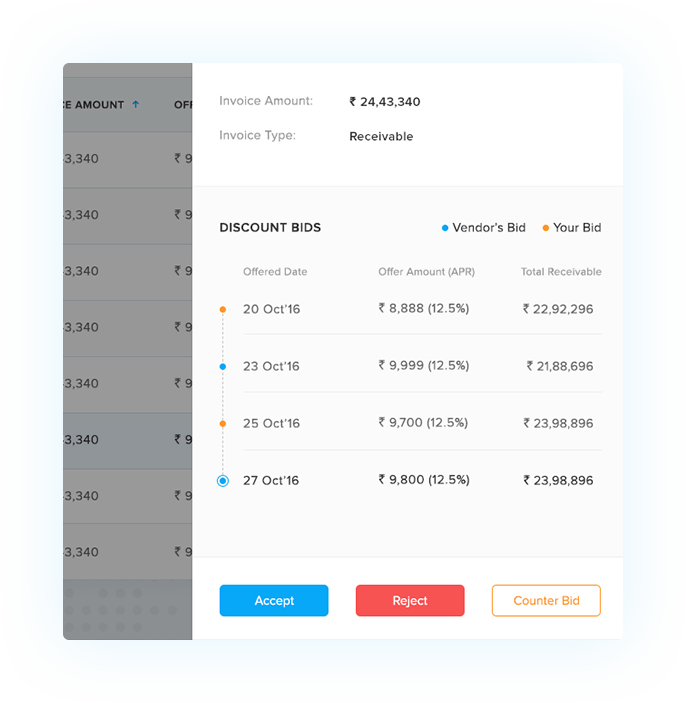 Invoice Amount: ₹ 24,43,340
Invoice Type: Receivable
CE AMOUNT ↑ OFF
3,340 ₹ 9
3,340 ₹ 9
3,340 ₹ 9
3,340 ₹ 9
3,340 ₹ 9
3,340 ₹ 9
3,340 ₹ 9
3,340 ₹ 9
DISCOUNT BIDS Vendor's Bid Your Bid
Offered Date Offer Amount (APR) Total Receivable
20 Oct'16 ₹ 8,888 (12.5%) ₹ 22,92,296
23 Oct'16 ₹ 9,999 (12.5%) ₹ 21,88,696
25 Oct'16 ₹ 9,700 (12.5%) ₹ 23,98,896
27 Oct'16 ₹ 9,800 (12.5%) ₹ 23,98,896
Accept Reject Counter Bid